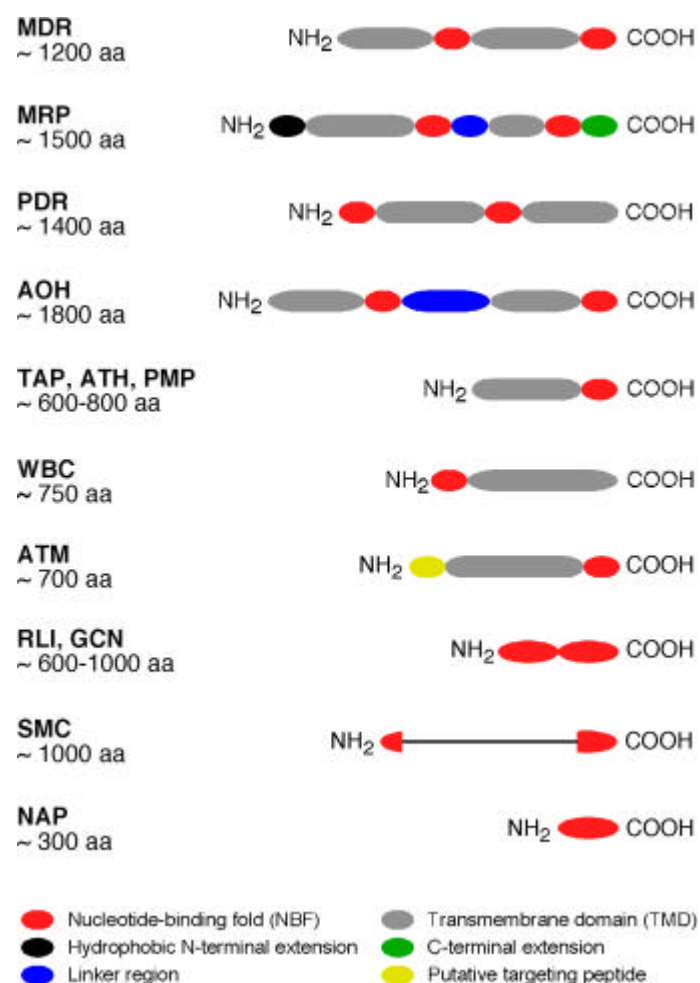 MDR
~ 1200 aa
NH2 COOH
MRP
~ 1500 aa
NH2 COOH
PDR
~ 1400 aa
NH2 COOH
AOH
~ 1800 aa
NH2 COOH
TAP, ATH, PMP
~ 600-800 aa
NH2 COOH
WBC
~ 750 aa
NH2 COOH
ATM
~ 700 aa
NH2 COOH
RLI, GCN
~ 600-1000 aa
NH2 COOH
SMC
~ 1000 aa
NH2 COOH
NAP
~ 300 aa
NH2 COOH
Nucleotide-binding fold (NBF) Transmembrane domain (TMD)
Hydrophobic N-terminal extension C-terminal extension
Linker region Putative targeting peptide